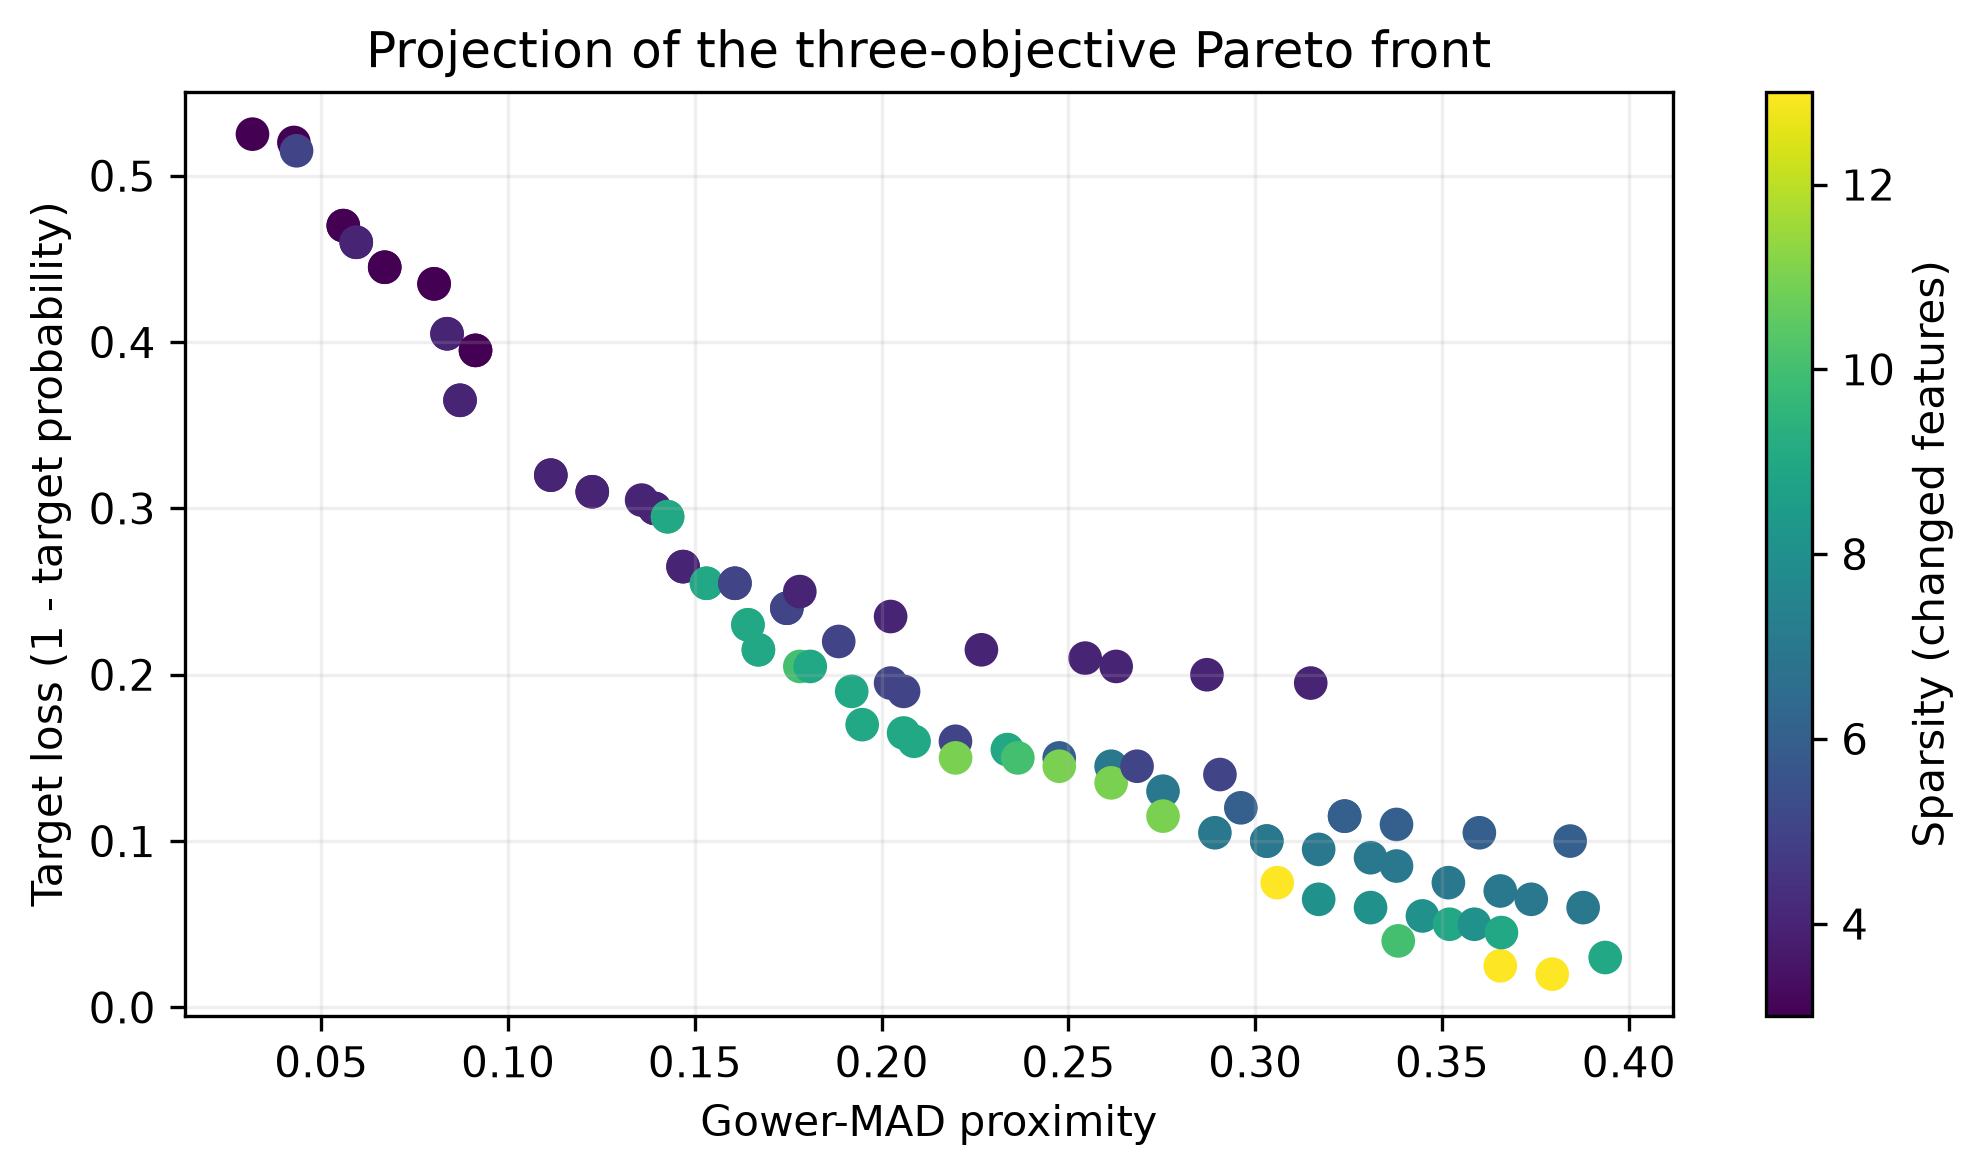 Projection of the three-objective Pareto front
Target loss (1 - target probability)
0.5
0.4
0.3
0.2
0.1
0.0
0.05 0.10 0.15 0.20 0.25 0.30 0.35 0.40
Gower-MAD proximity
12
10
8
6
4
Sparsity (changed features)